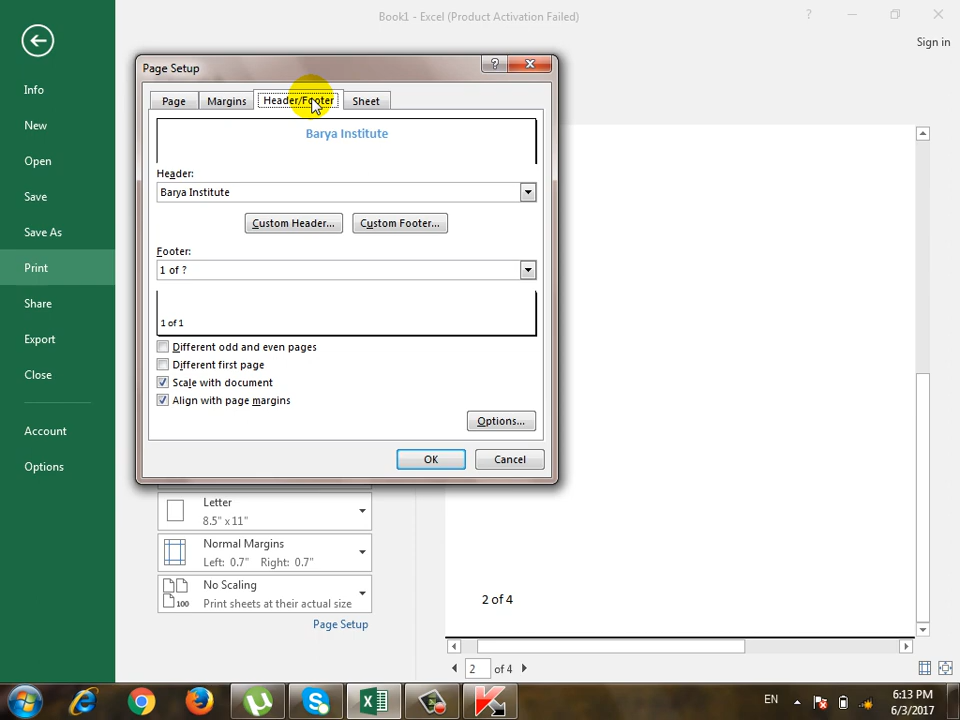 Book1 - Excel (Product Activation Failed)
?
Sign in
Info
New
Open
Save
Save As
Print
Share
Export
Close
Account
Options
Page Setup
?
Page
Margins
Header/Footer
Sheet
Barya Institute
Header:
Barya Institute
Custom Header...
Custom Footer...
Footer:
1 of ?
1 of 1
Different odd and even pages
Different first page
Scale with document
Align with page margins
Options...
OK
Cancel
Letter
8.5" x 11"
Normal Margins
Left: 0.7" Right: 0.7"
No Scaling
100
Print sheets at their actual size
Page Setup
2 of 4
2 of 4
EN
6:13 PM
6/3/2017